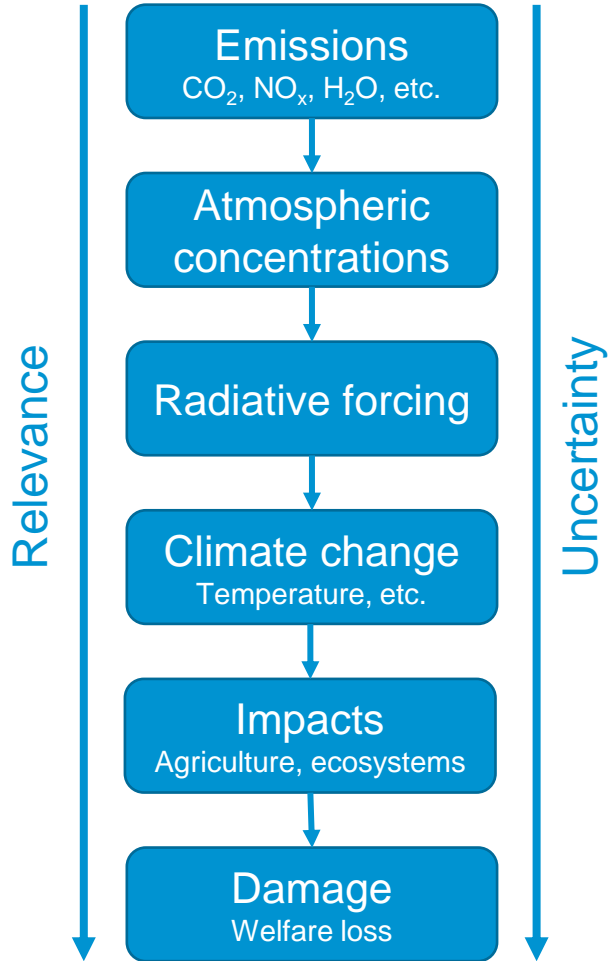 Emissions
CO₂, NOₓ, H₂O, etc.
Atmospheric
concentrations
Radiative forcing
Climate change
Temperature, etc.
Impacts
Agriculture, ecosystems
Damage
Welfare loss
Relevance
Uncertainty